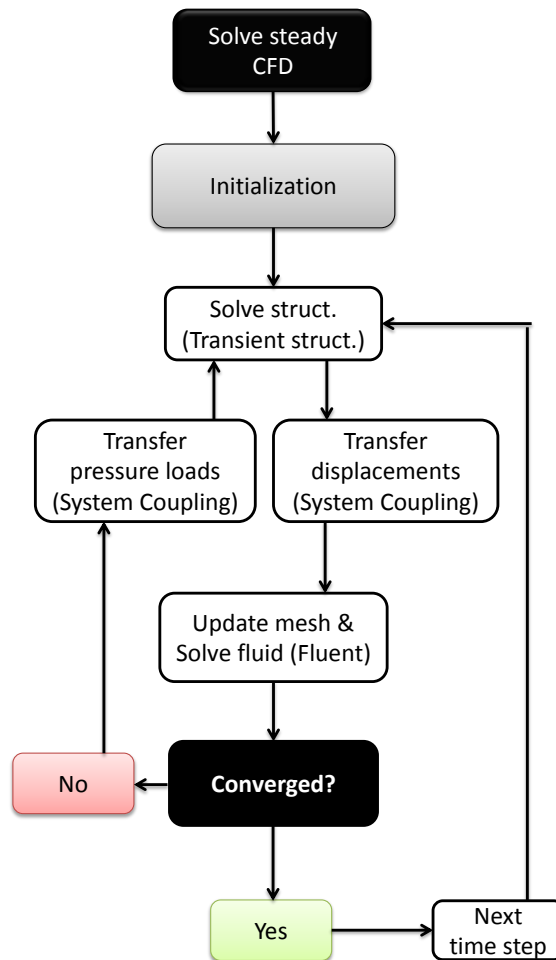 Solve steady
CFD
Initialization
Solve struct.
(Transient struct.)
Transfer
pressure loads
(System Coupling)
Transfer
displacements
(System Coupling)
Update mesh &
Solve fluid (Fluent)
Converged?
No
Yes
Next
time step